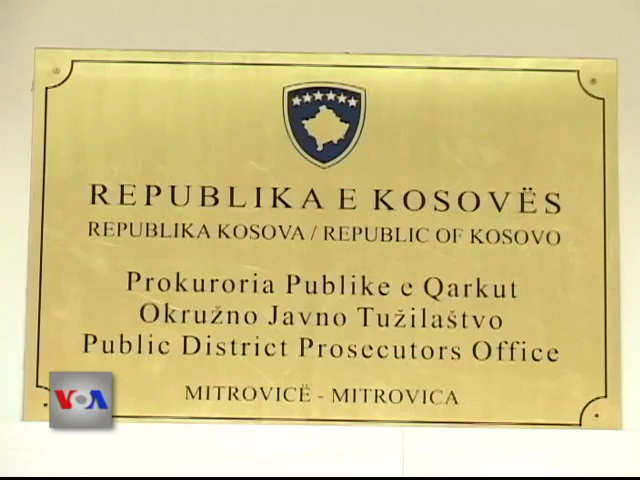 REPUBLIKA E KOSOVËS
REPUBLIKA KOSOVA / REPUBLIC OF KOSOVO
Prokuroria Publike e Qarkut
Okružno Javno Tužilaštvo
Public District Prosecutors Office
MITROVICË - MITROVICA
VOA